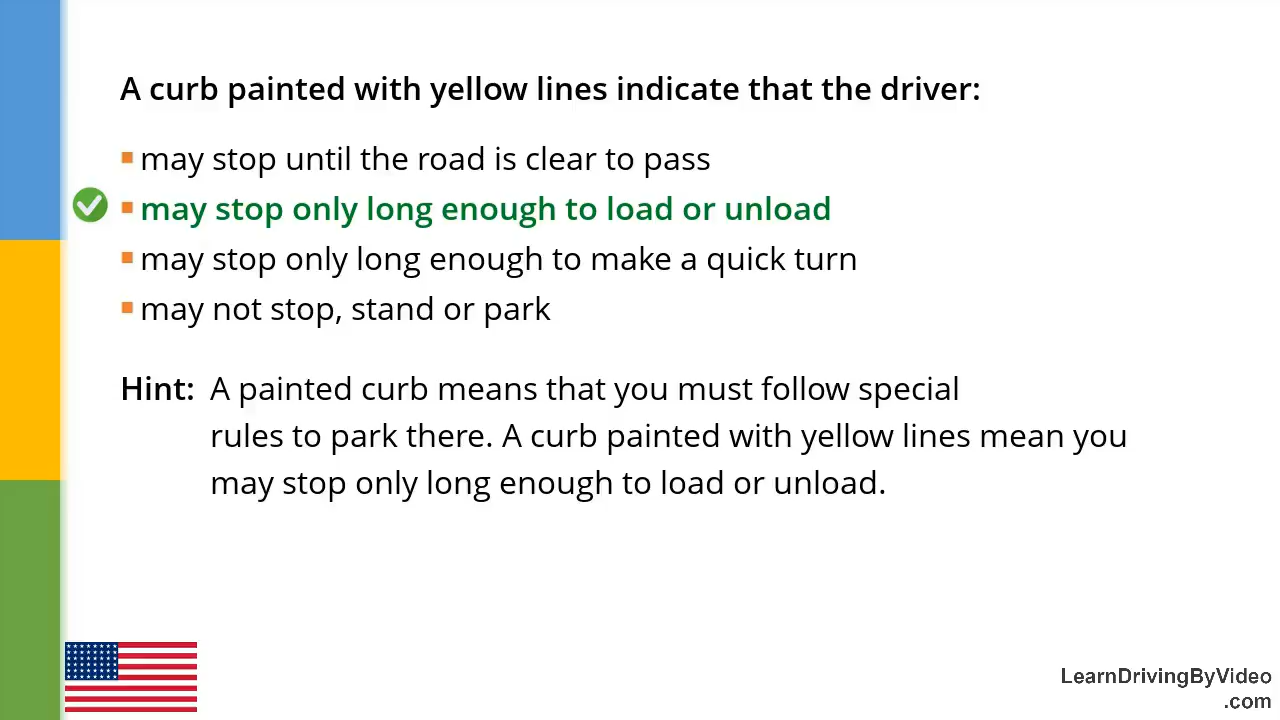 A curb painted with yellow lines indicate that the driver:
may stop until the road is clear to pass
may stop only long enough to load or unload
may stop only long enough to make a quick turn
may not stop, stand or park
Hint: A painted curb means that you must follow special
rules to park there. A curb painted with yellow lines mean you
may stop only long enough to load or unload.
LearnDrivingByVideo
.com